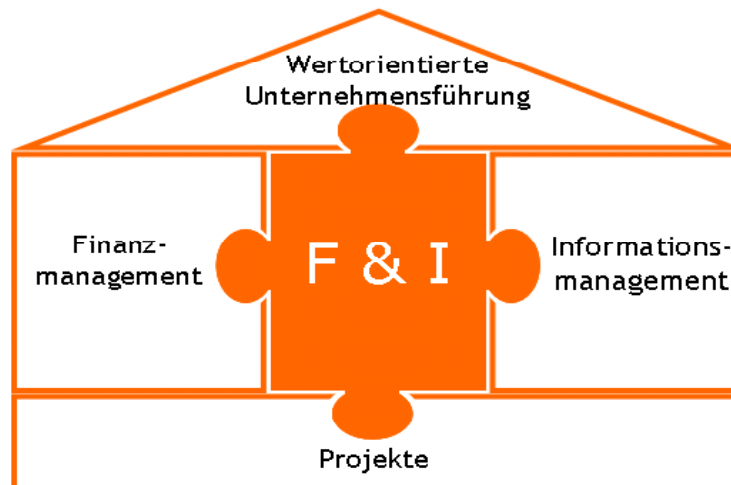 Wertorientierte
Unternehmensführung
Finanz-
management
F & I
Informations-
management
Projekte